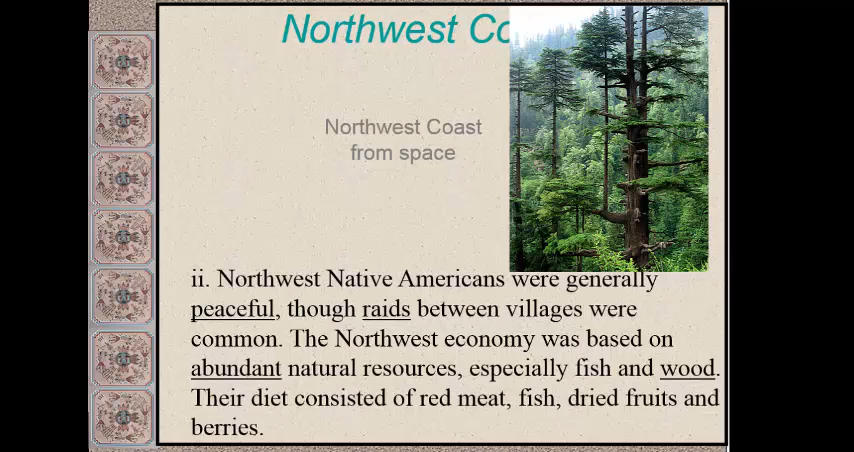 Northwest Co
Northwest Coast
from space
ii. Northwest Native Americans were generally
peaceful, though raids between villages were
common. The Northwest economy was based on
abundant natural resources, especially fish and wood.
Their diet consisted of red meat, fish, dried fruits and
berries.